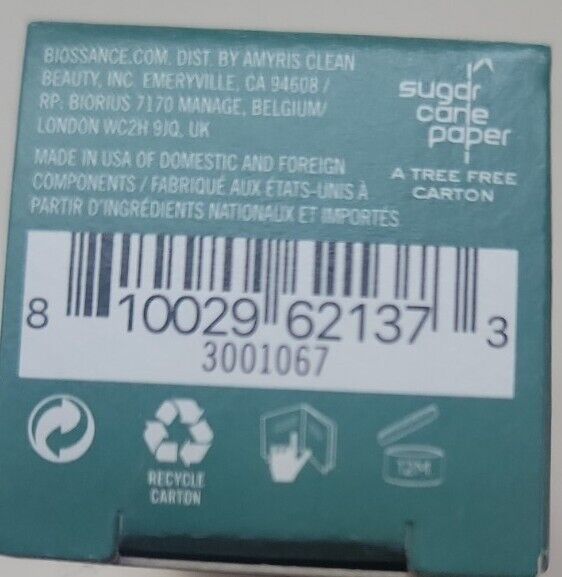 BIOSSANCE.COM. DIST. BY AMYRIS CLEAN
BEAUTY, INC. EMERYVILLE, CA 94608 /
RP. BIORIUS 7170 MANAGE, BELGIUM/
LONDON WC2H 9JQ, UK
MADE IN USA OF DOMESTIC AND FOREIGN
COMPONENTS / FABRIQUÉ AUX ÉTATS-UNIS À
PARTIR D'INGRÉDIENTS NATIONAUX ET IMPORTÉS
sugar
cane
paper
A TREE FREE
CARTON
8 10029 62137 3
3001067
RECYCLE
CARTON
12M